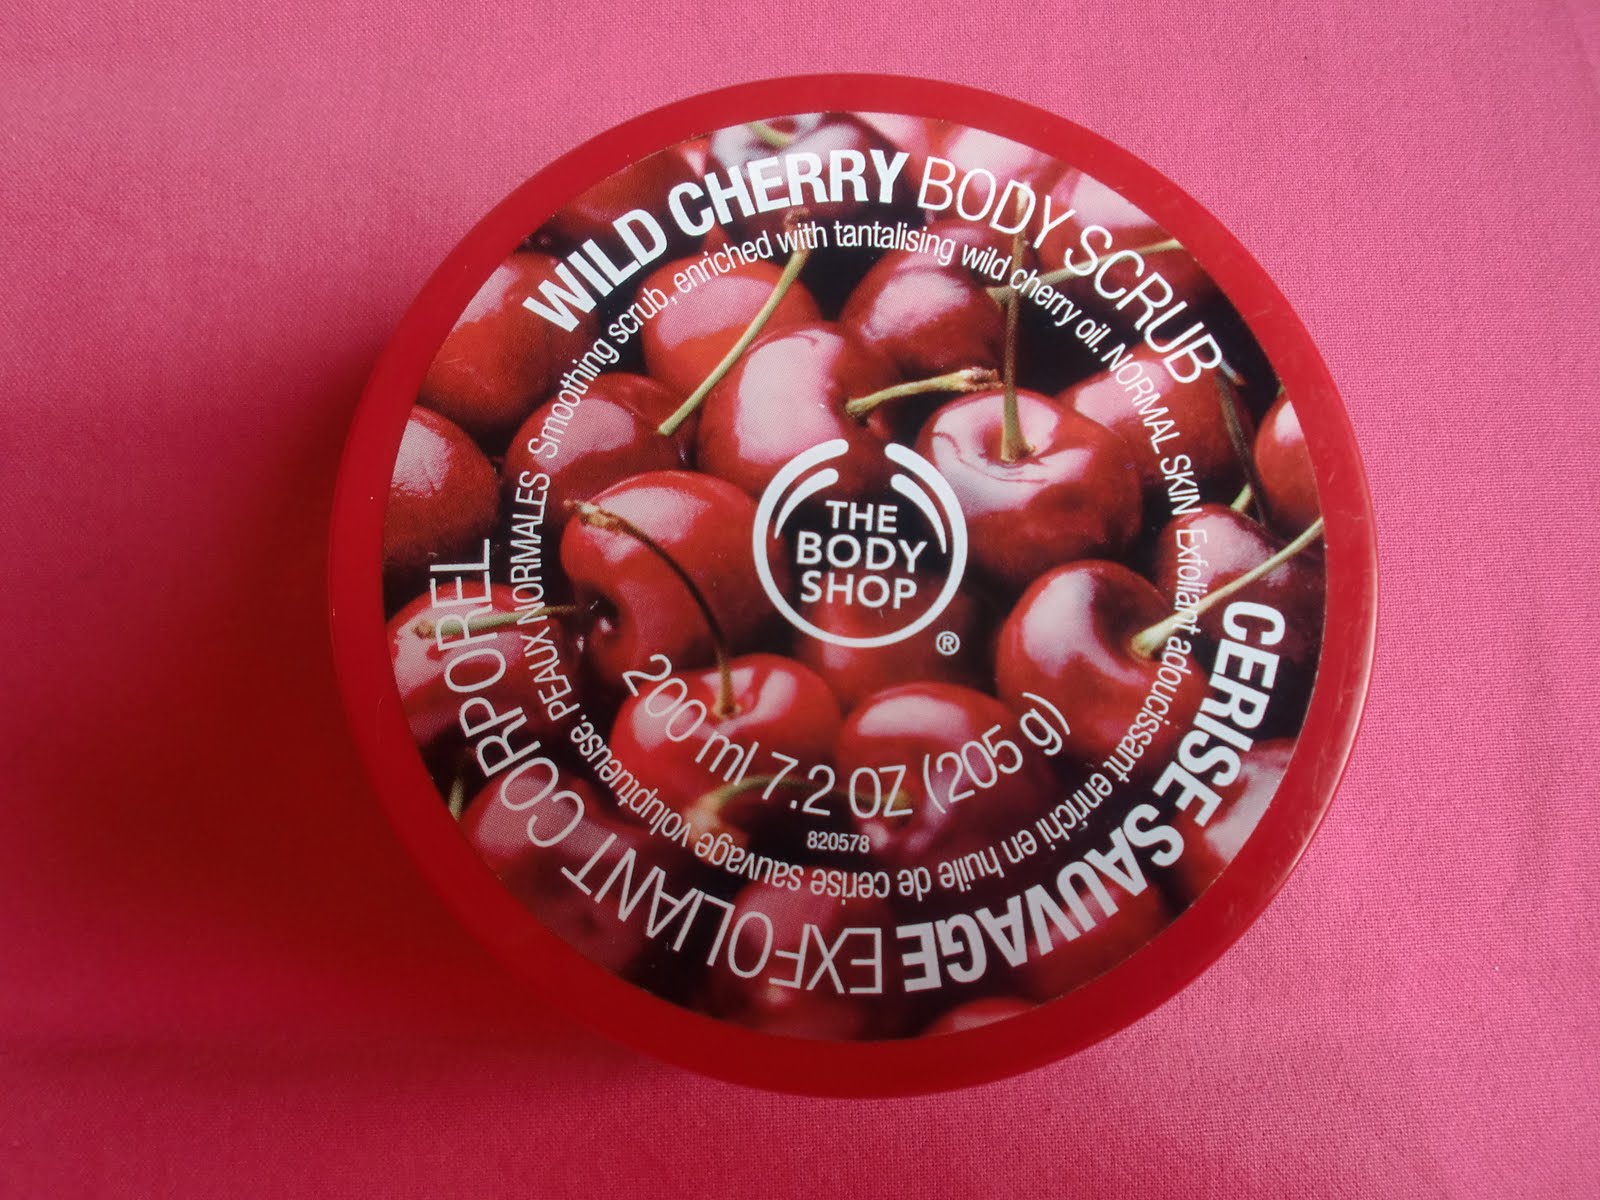 WILD CHERRY BODY SCRUB
Smoothing scrub, enriched with tantalising wild cherry oil. NORMAL SKIN
CERISE SAUVAGE EXFOLIANT CORPOREL
Exfoliant adoucissant enrichi en huile de cerise sauvage voluptueuse. PEAUX NORMALES
THE
BODY
SHOP
®
200 ml 7.2 OZ (205 g)
820578